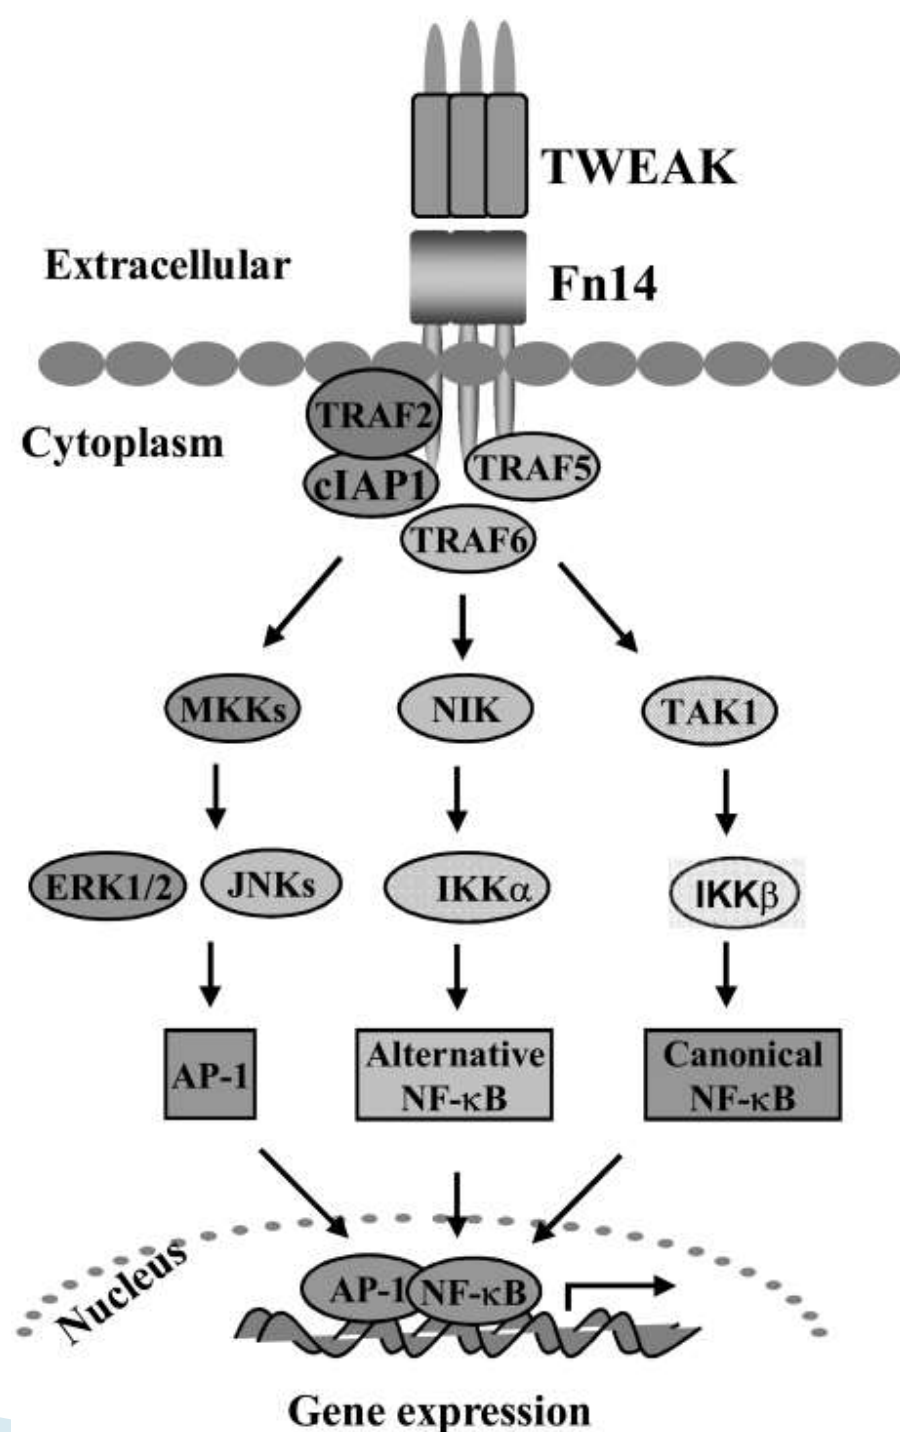 TWEAK
Extracellular
Fn14
TRAF2
Cytoplasm
TRAF5
cIAP1
TRAF6
MKKs
NIK
TAK1
ERK1/2
JNKs
IKKα
IKKβ
AP-1
Alternative
NF-κB
Canonical
NF-κB
Nucleus
AP-1
NF-κB
Gene expression